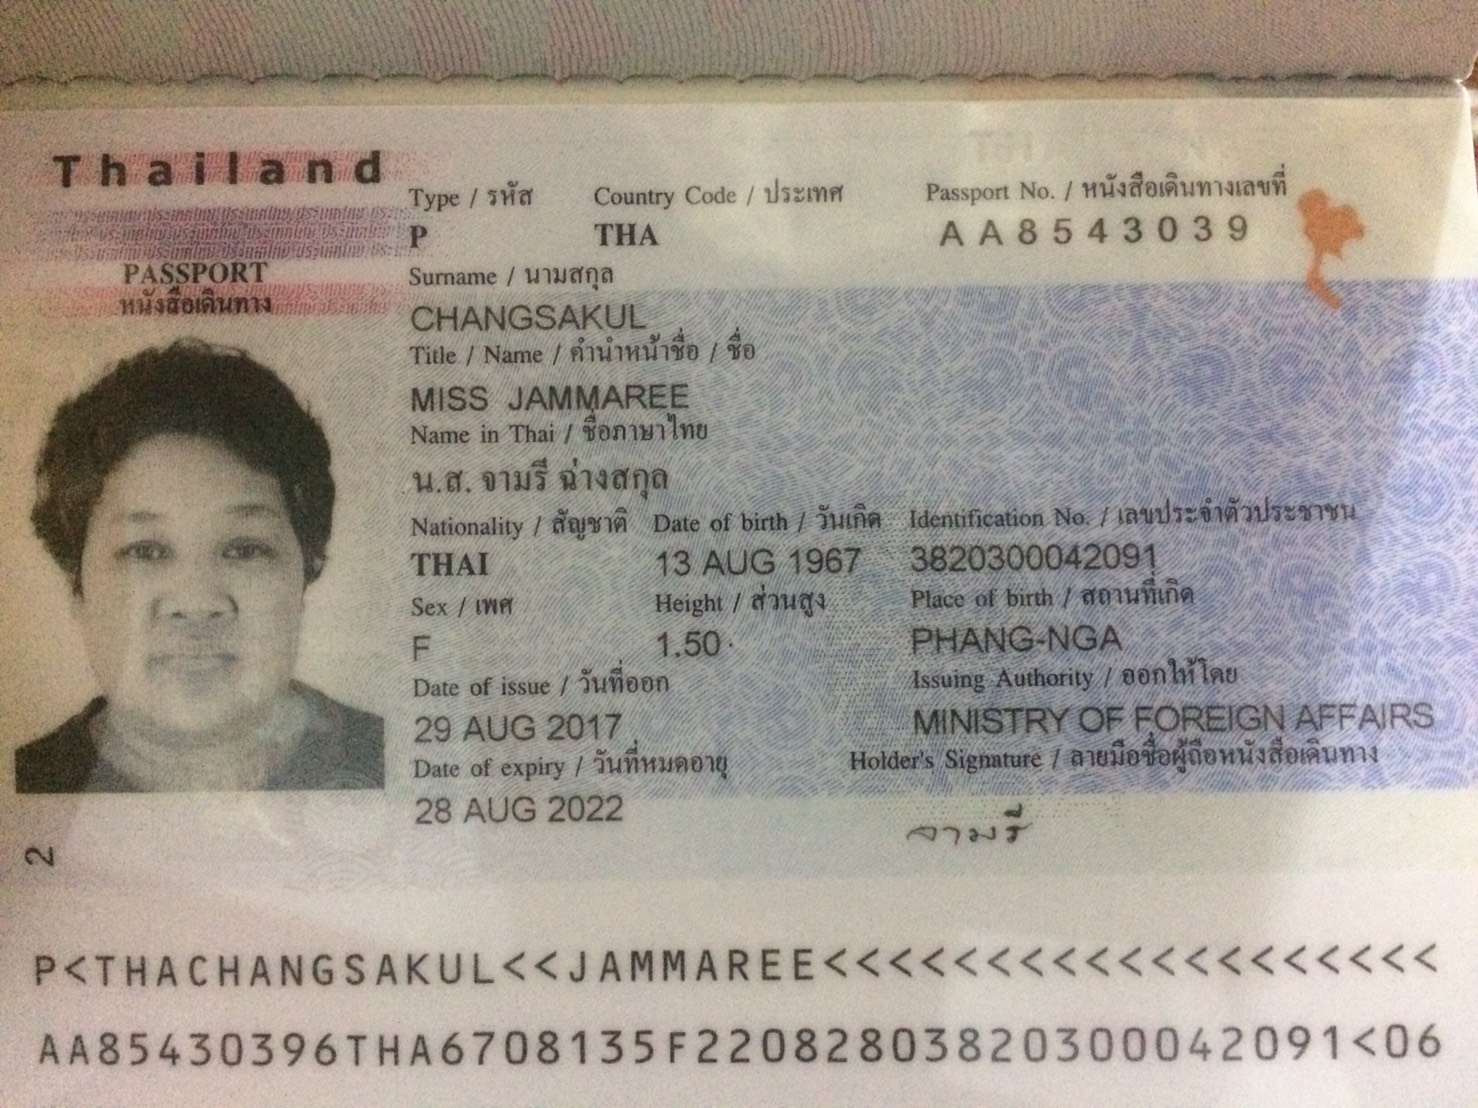 Thailand
Type / รหัส Country Code / ประเทศ Passport No. / หนังสือเดินทางเลขที่
P THA AA8543039
PASSPORT
หนังสือเดินทาง
Surname / นามสกุล
CHANGSAKUL
Title / Name / คำนำหน้าชื่อ / ชื่อ
MISS JAMMAREE
Name in Thai / ชื่อภาษาไทย
น.ส. จามรี ฉ่างสกุล
Nationality / สัญชาติ Date of birth / วันเกิด Identification No. / เลขประจำตัวประชาชน
THAI 13 AUG 1967 3820300042091
Sex / เพศ Height / ส่วนสูง Place of birth / สถานที่เกิด
F 1.50 PHANG-NGA
Date of issue / วันที่ออก Issuing Authority / ออกให้โดย
29 AUG 2017 MINISTRY OF FOREIGN AFFAIRS
Date of expiry / วันที่หมดอายุ Holder's Signature / ลายมือชื่อผู้ถือหนังสือเดินทาง
28 AUG 2022 จามรี
2
P<THACHANGSAKUL<<JAMMAREE<<<<<<<<<<<<<<<<<<<
AA85430396THA6708135F22082803820300042091<06